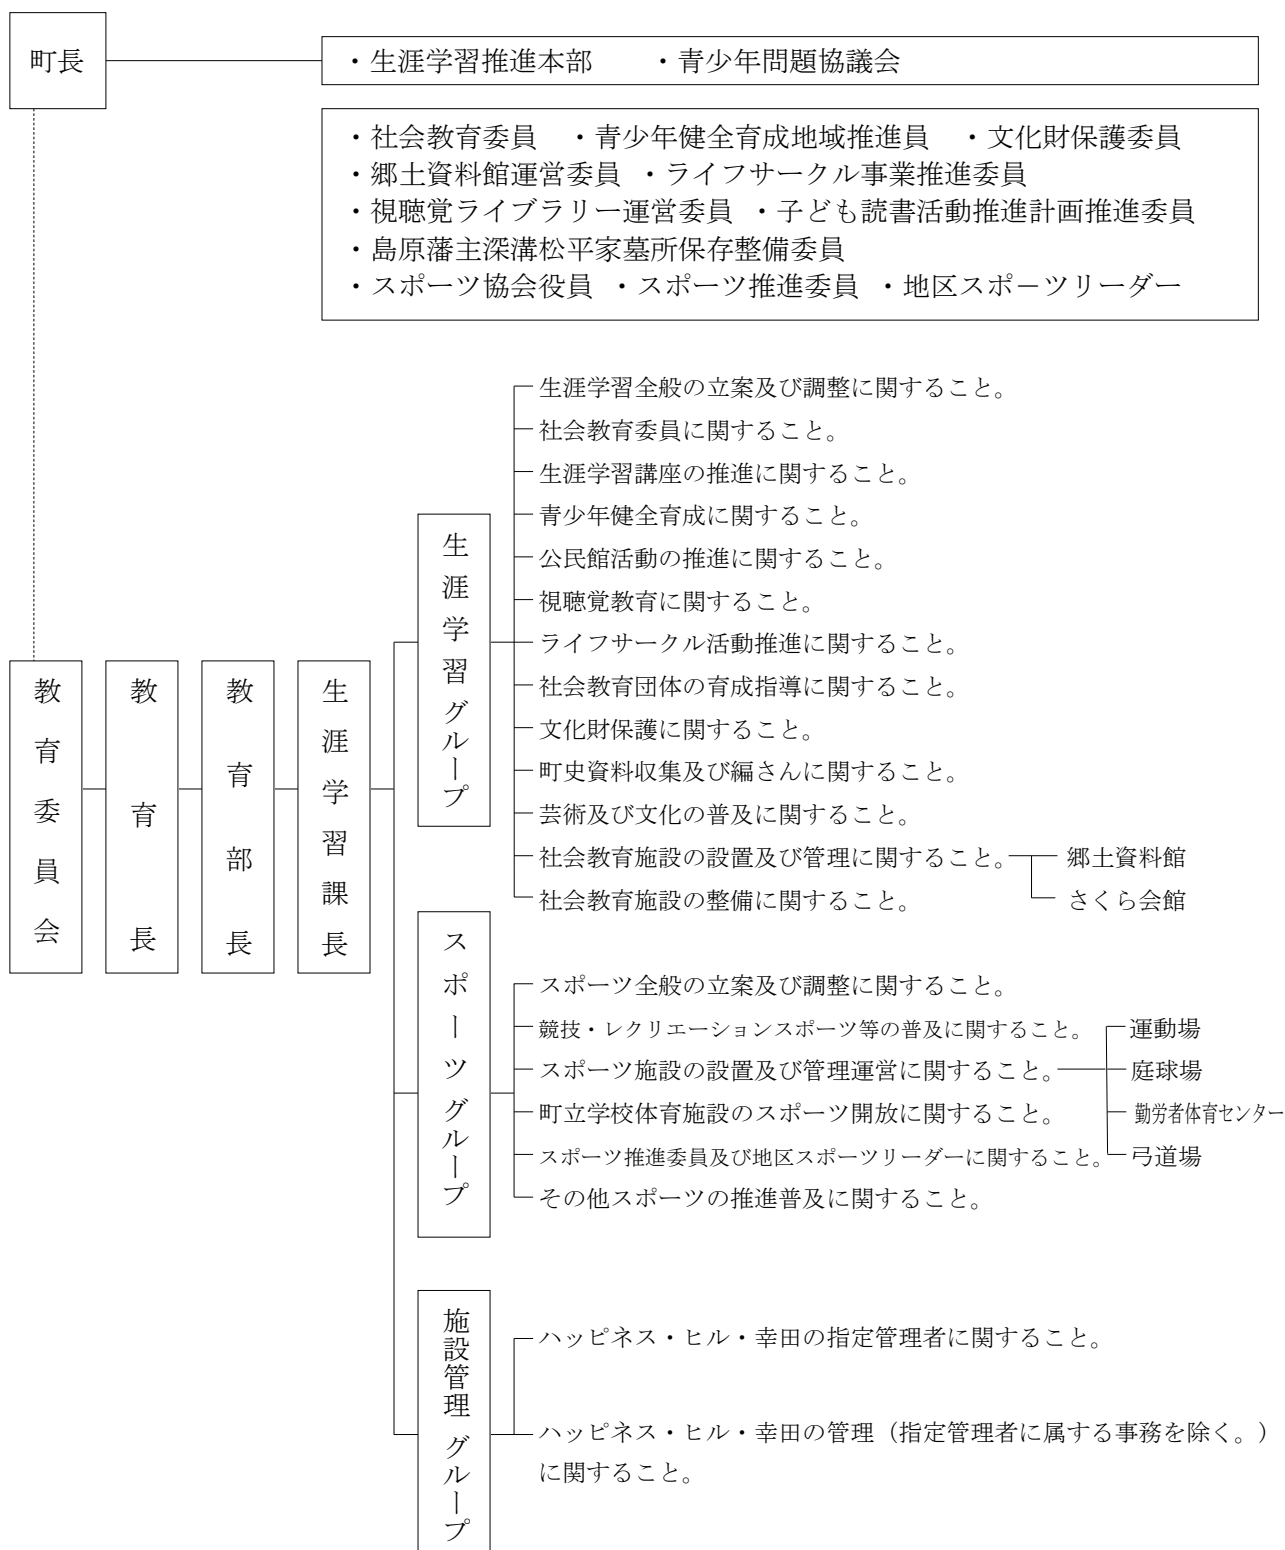 町長
・生涯学習推進本部　　・青少年問題協議会
・社会教育委員　・青少年健全育成地域推進員　・文化財保護委員
・郷土資料館運営委員　・ライフサークル事業推進委員
・視聴覚ライブラリー運営委員　・子ども読書活動推進計画推進委員
・島原藩主深溝松平家墓所保存整備委員
・スポーツ協会役員　・スポーツ推進委員　・地区スポ－ツリーダー
教育委員会
教育長
教育部長
生涯学習課長
生涯学習グループ
生涯学習全般の立案及び調整に関すること。
社会教育委員に関すること。
生涯学習講座の推進に関すること。
青少年健全育成に関すること。
公民館活動の推進に関すること。
視聴覚教育に関すること。
ライフサークル活動推進に関すること。
社会教育団体の育成指導に関すること。
文化財保護に関すること。
町史資料収集及び編さんに関すること。
芸術及び文化の普及に関すること。
社会教育施設の設置及び管理に関すること。
郷土資料館
さくら会館
社会教育施設の整備に関すること。
スポーツグループ
スポーツ全般の立案及び調整に関すること。
競技・レクリエーションスポーツ等の普及に関すること。
スポーツ施設の設置及び管理運営に関すること。
運動場
庭球場
勤労者体育センター
弓道場
町立学校体育施設のスポーツ開放に関すること。
スポーツ推進委員及び地区スポーツリーダーに関すること。
その他スポーツの推進普及に関すること。
施設管理グループ
ハッピネス・ヒル・幸田の指定管理者に関すること。
ハッピネス・ヒル・幸田の管理（指定管理者に属する事務を除く。）
に関すること。